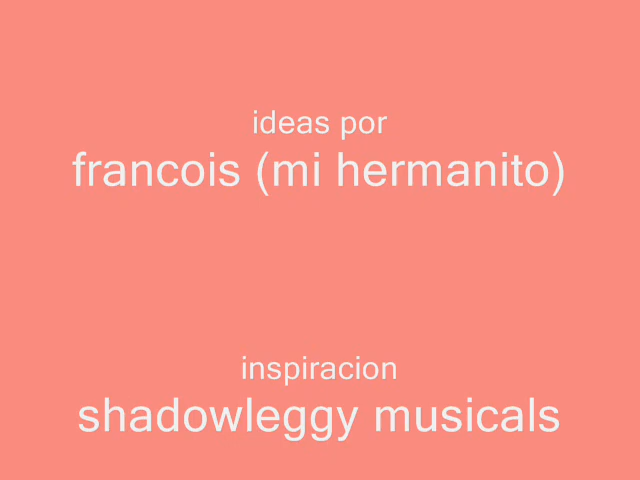 ideas por
francois (mi hermanito)
inspiracion
shadowleggy musicals